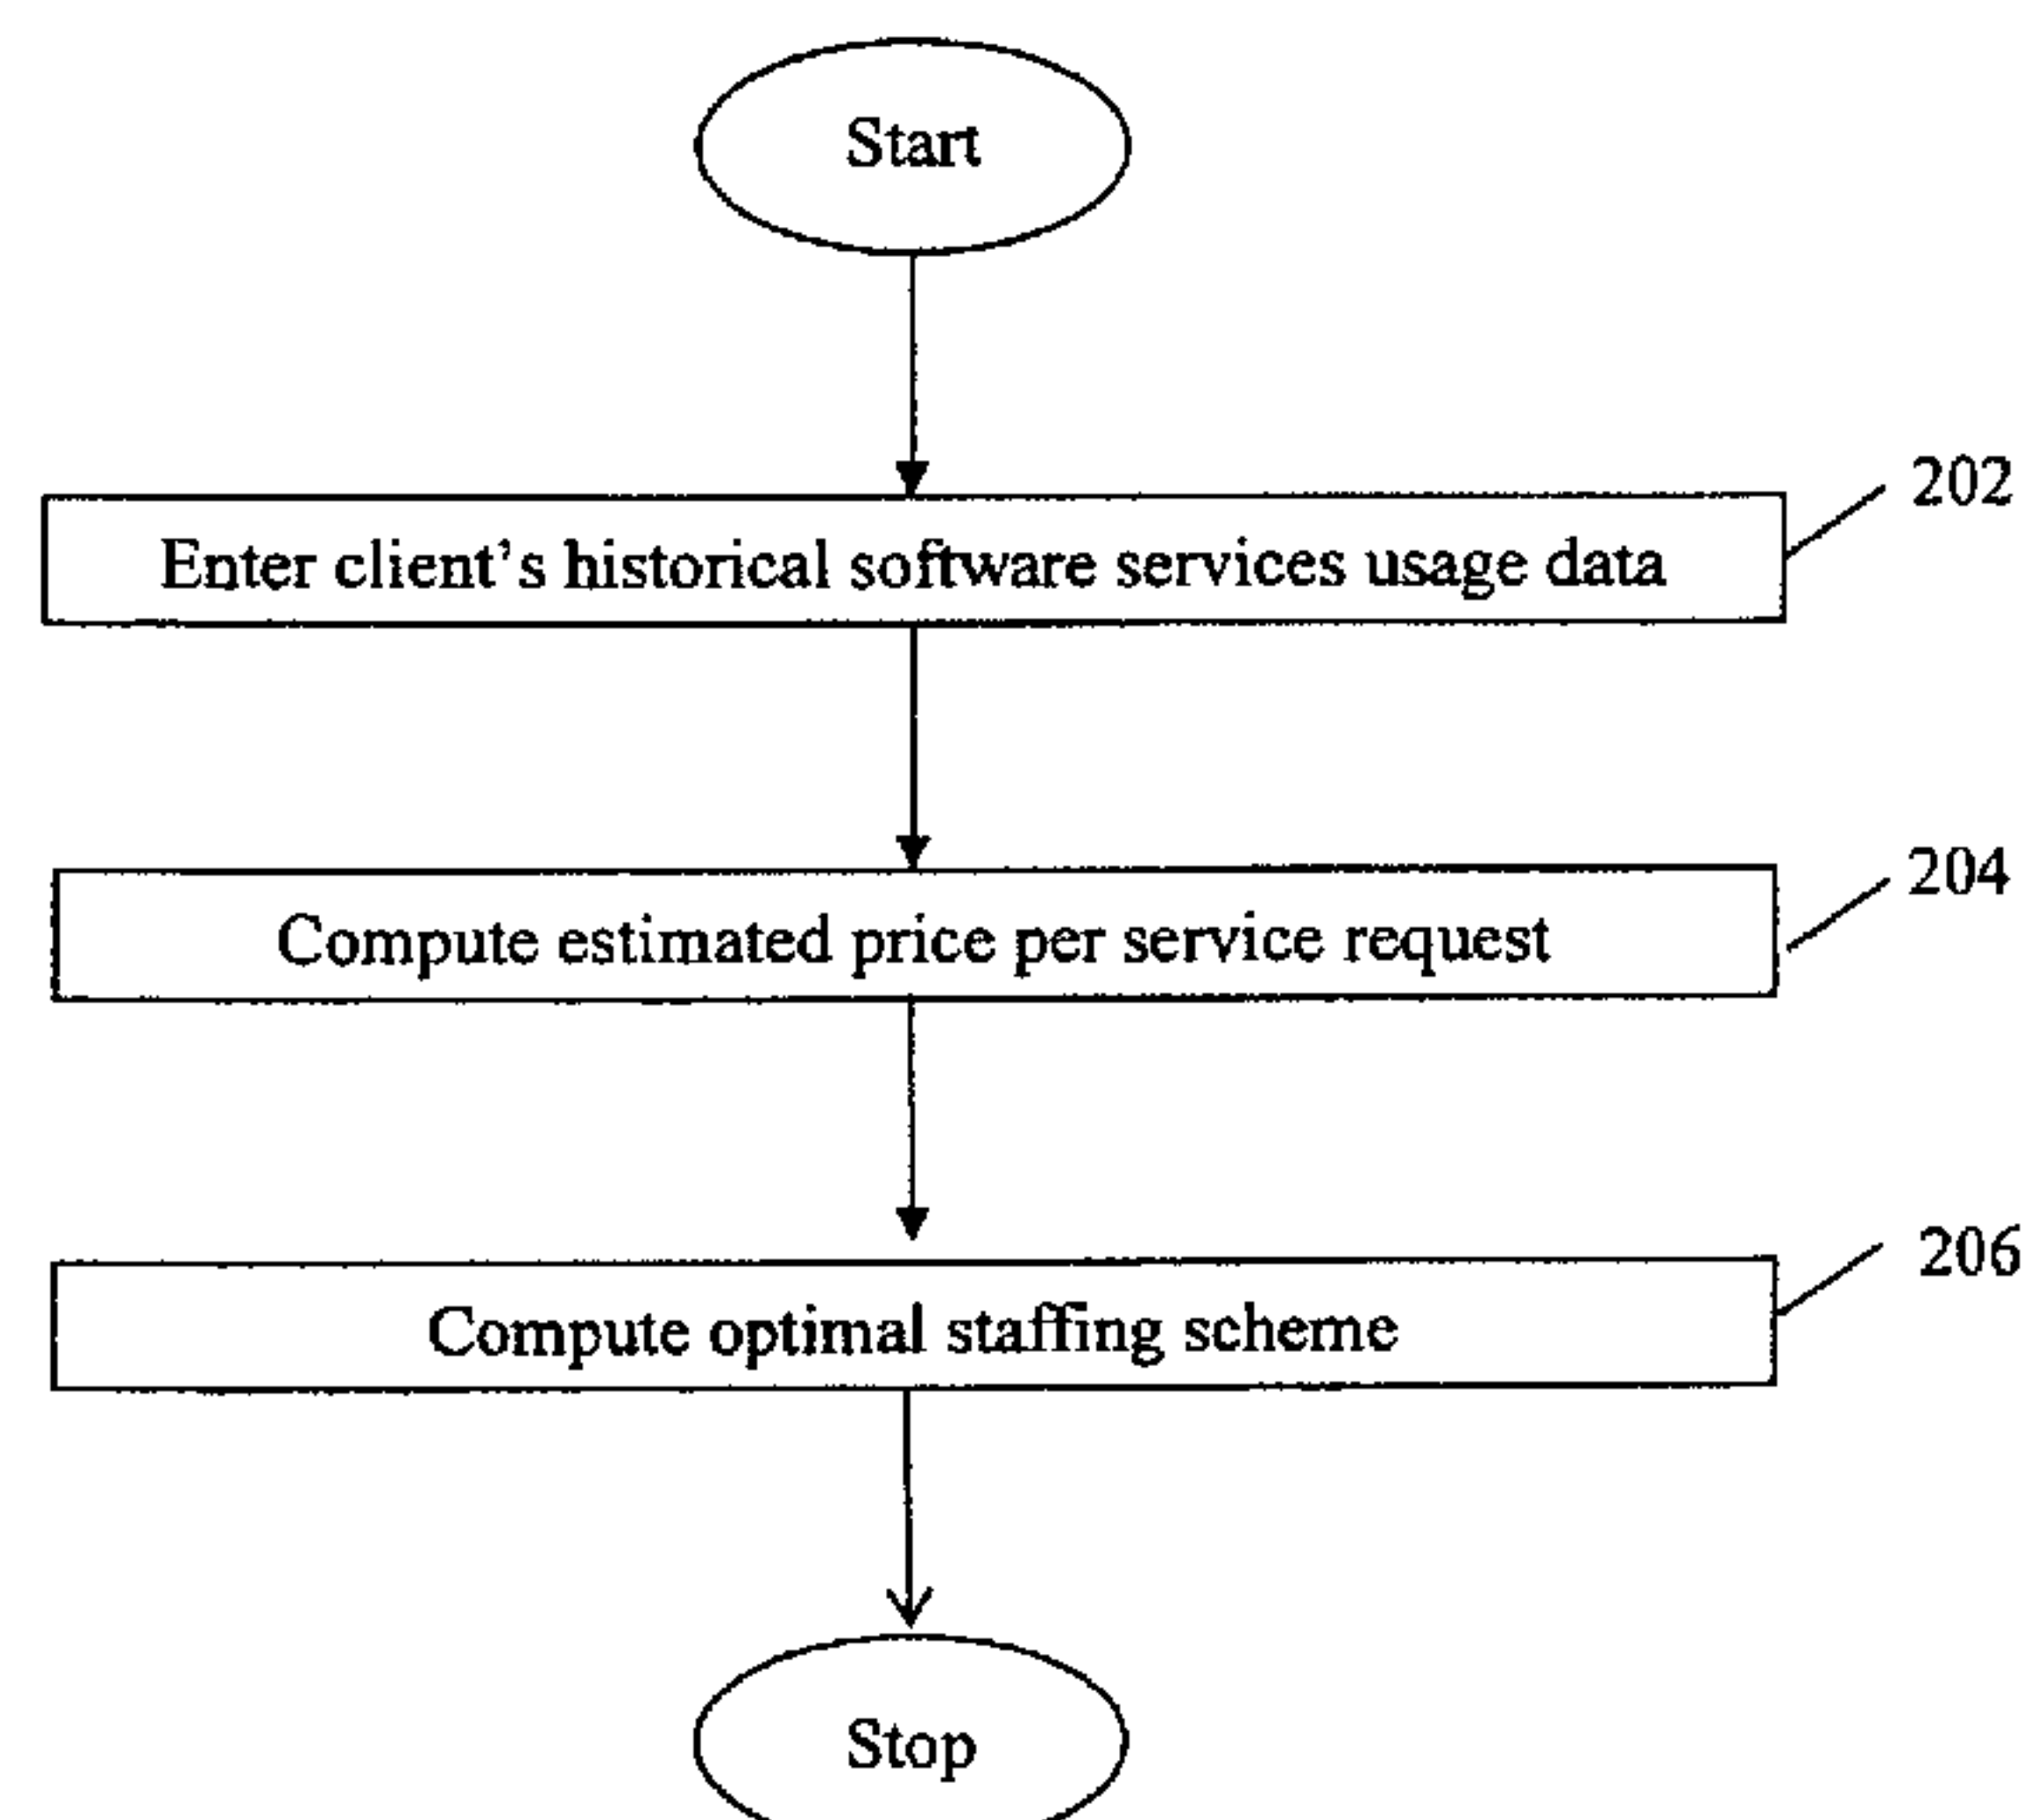 Start
202
Enter client's historical software services usage data
204
Compute estimated price per service request
206
Compute optimal staffing scheme
Stop